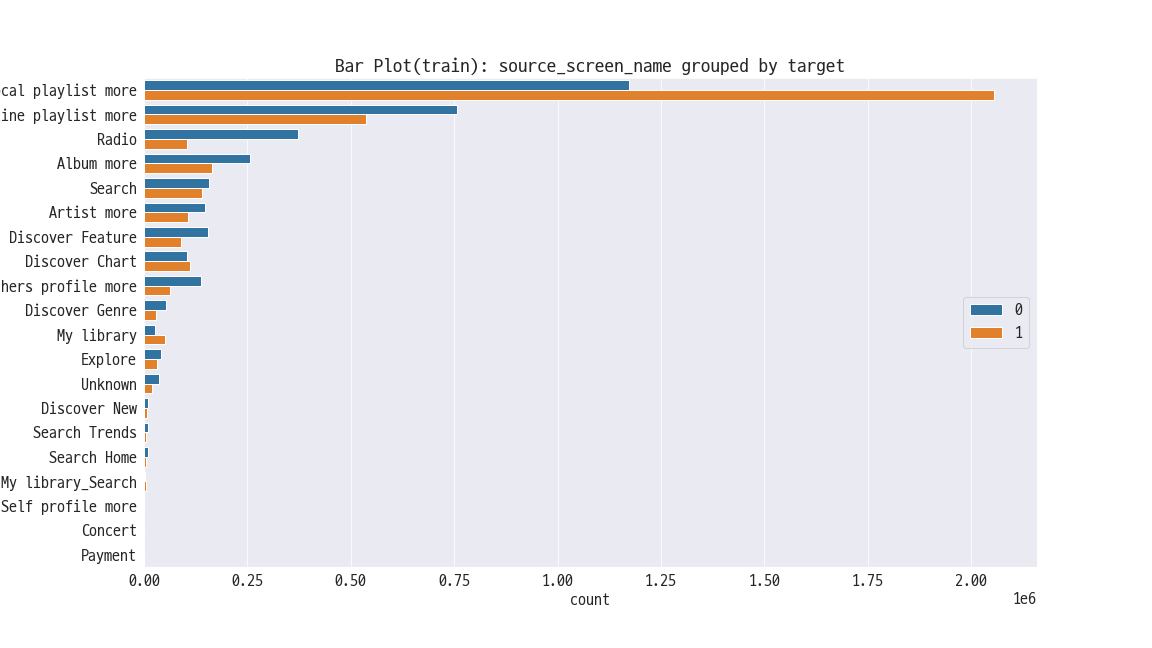 Bar Plot(train): source_screen_name grouped by target
cal playlist more
ine playlist more
Radio
Album more
Search
Artist more
Discover Feature
Discover Chart
hers profile more
Discover Genre
My library
Explore
Unknown
Discover New
Search Trends
Search Home
My library_Search
Self profile more
Concert
Payment
0
1
0.00 0.25 0.50 0.75 1.00 1.25 1.50 1.75 2.00
1e6
count